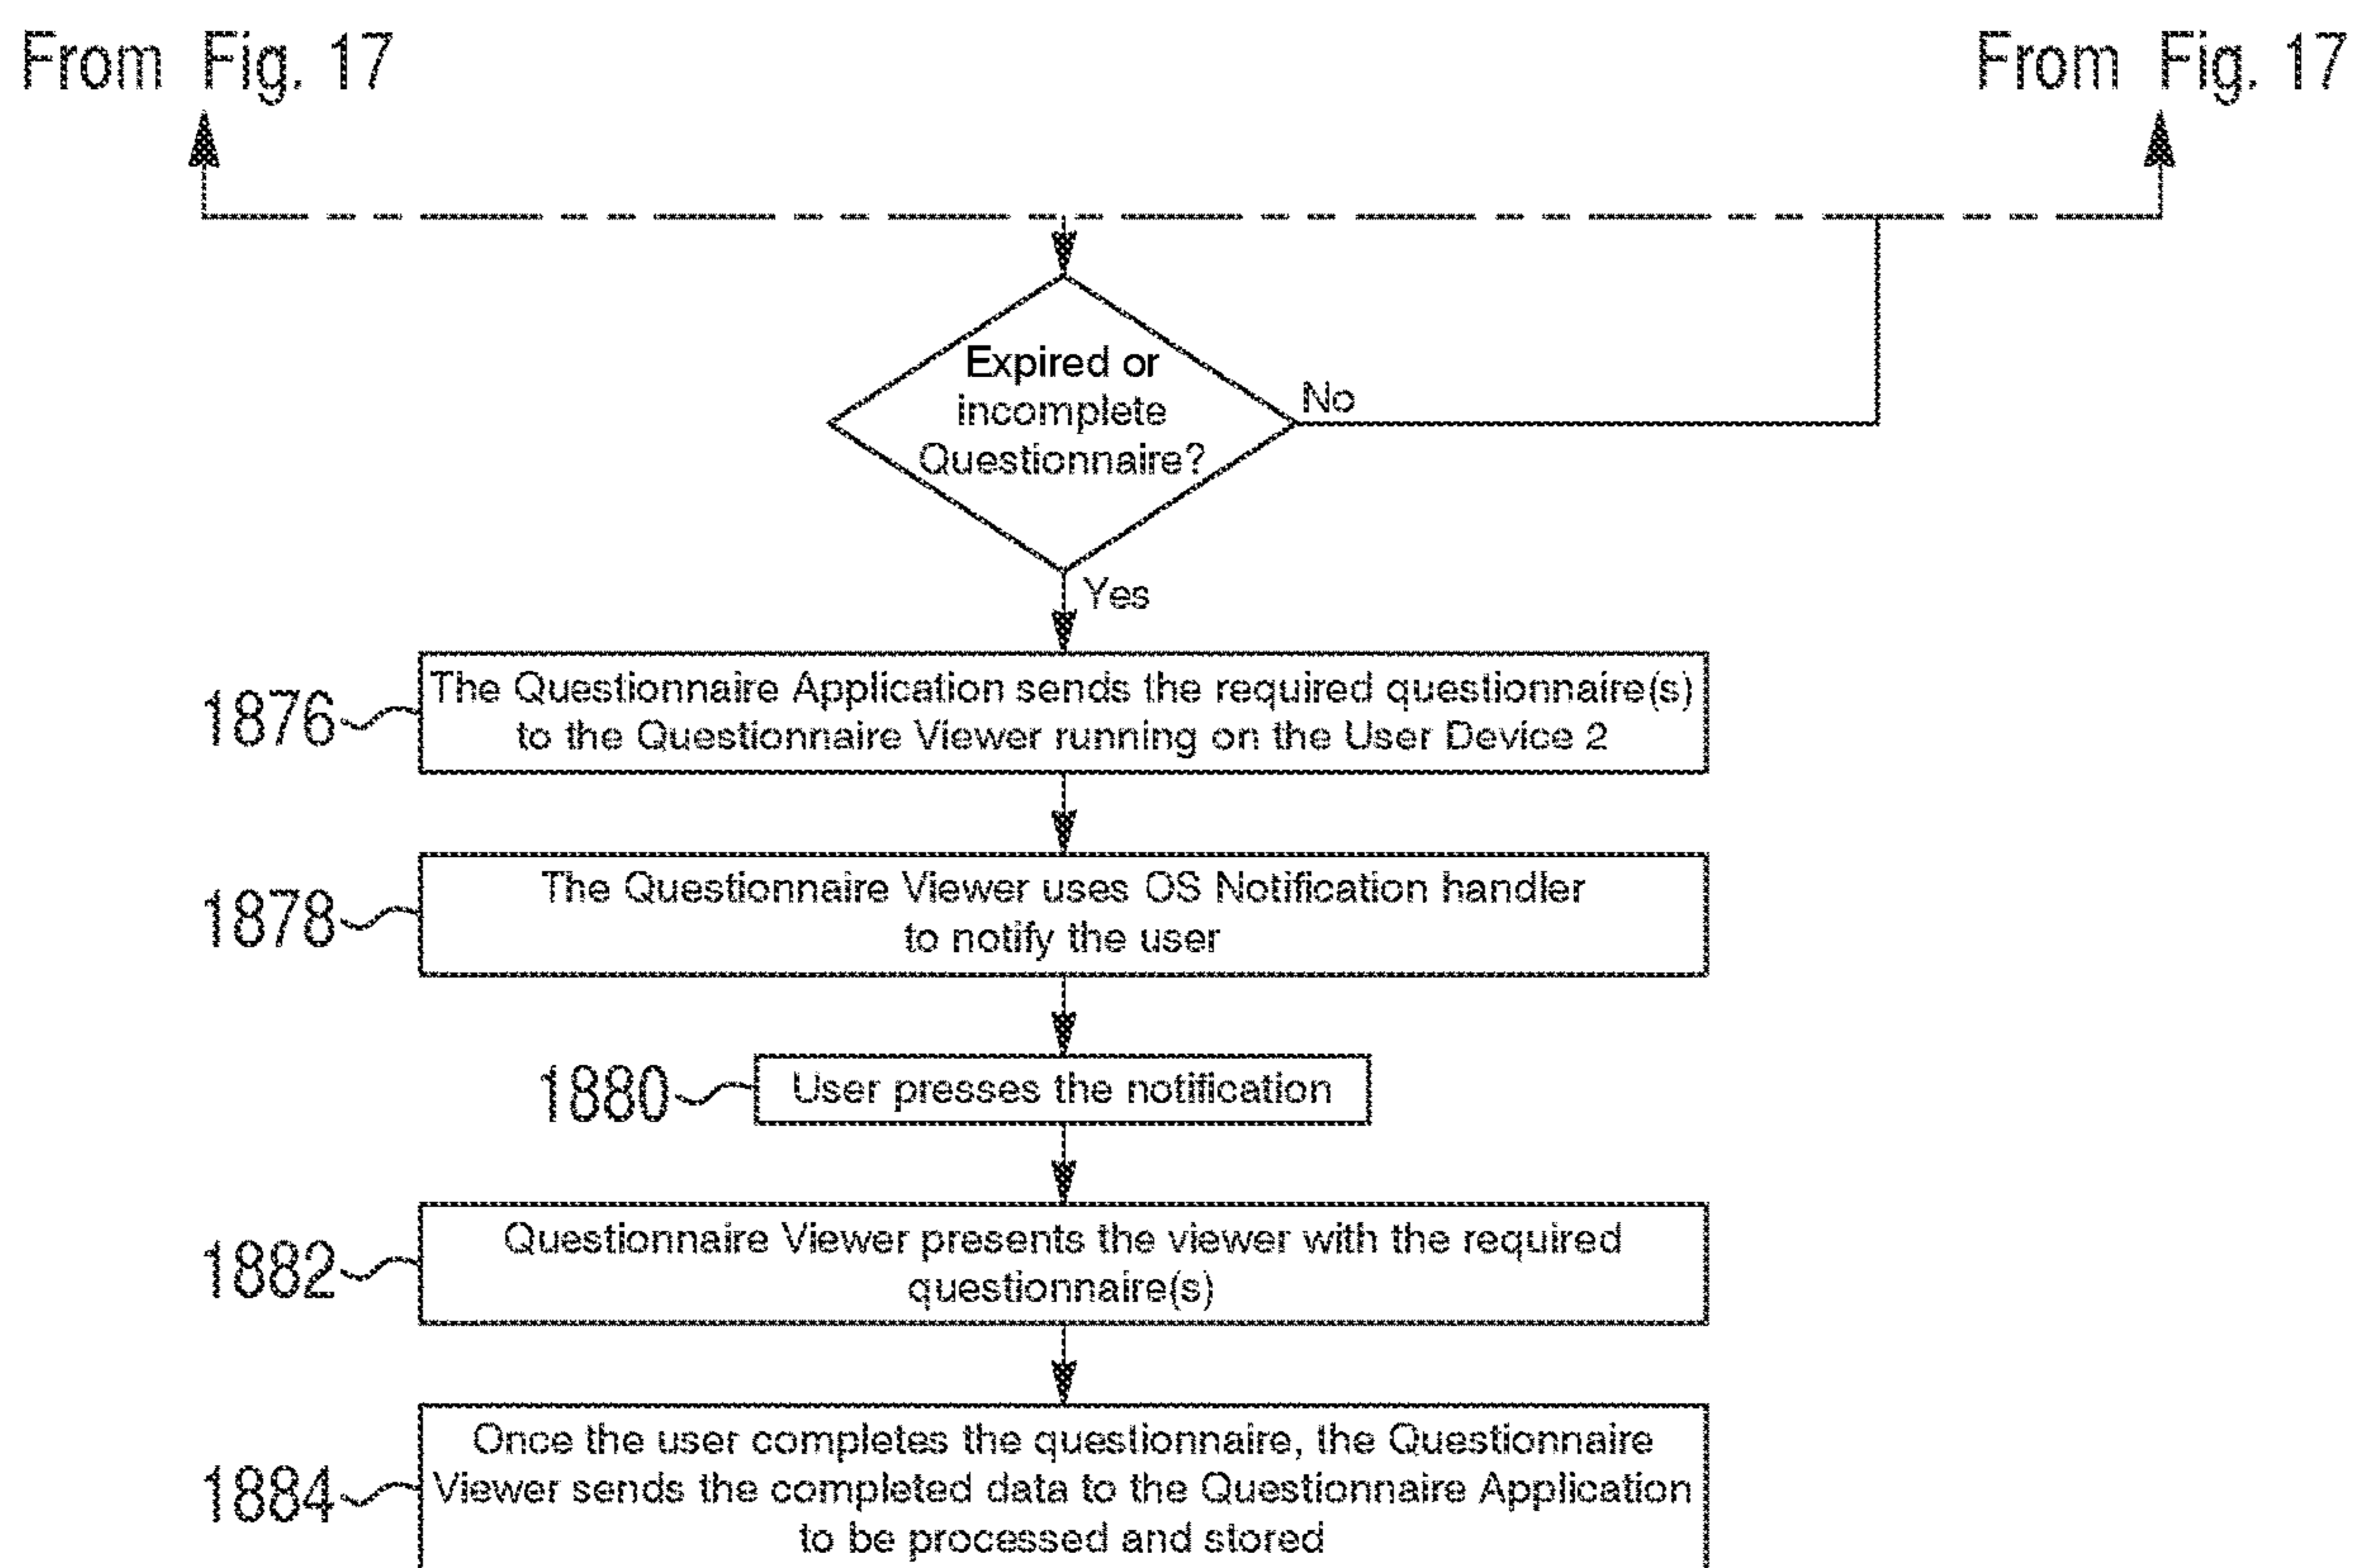 From Fig. 17
From Fig. 17
Expired or
incomplete
Questionnaire?
No
Yes
1876
The Questionnaire Application sends the required questionnaire(s)
to the Questionnaire Viewer running on the User Device 2
1878
The Questionnaire Viewer uses OS Notification handler
to notify the user
1880
User presses the notification
1882
Questionnaire Viewer presents the viewer with the required
questionnaire(s)
1884
Once the user completes the questionnaire, the Questionnaire
Viewer sends the completed data to the Questionnaire Application
to be processed and stored